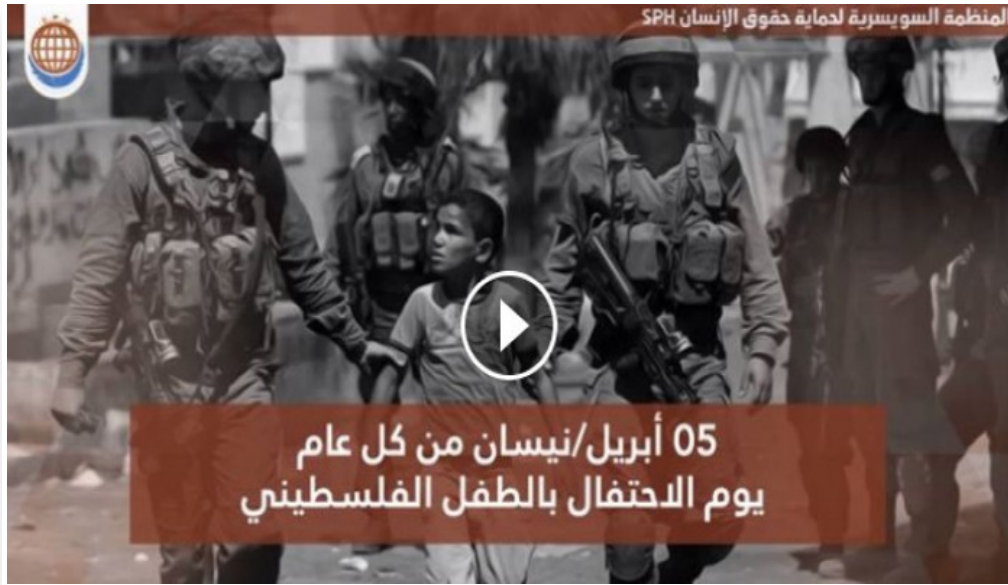 المنظمة السويسرية لحماية حقوق الإنسان SPH
05 أبريل/نيسان من كل عام
يوم الاحتفال بالطفل الفلسطيني